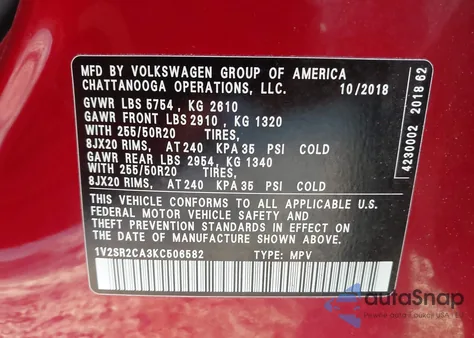 MFD BY VOLKSWAGEN GROUP OF AMERICA
CHATTANOOGA OPERATIONS, LLC. 10/2018
GVWR LBS 5754 , KG 2610
GAWR FRONT LBS 2910 , KG 1320
WITH 255/50R20 TIRES,
8JX20 RIMS, AT 240 KPA 35 PSI COLD
GAWR REAR LBS 2954, KG 1340
WITH 255/50R20 TIRES,
8JX20 RIMS, AT 240 KPA 35 PSI COLD
THIS VEHICLE CONFORMS TO ALL APPLICABLE U.S.
FEDERAL MOTOR VEHICLE SAFETY AND
THEFT PREVENTION STANDARDS IN EFFECT
ON THE DATE OF MANUFACTURE SHOWN ABOVE.
1V2SR2CA3KC506582 TYPE: MPV
4230002 2018 62
autaSnap